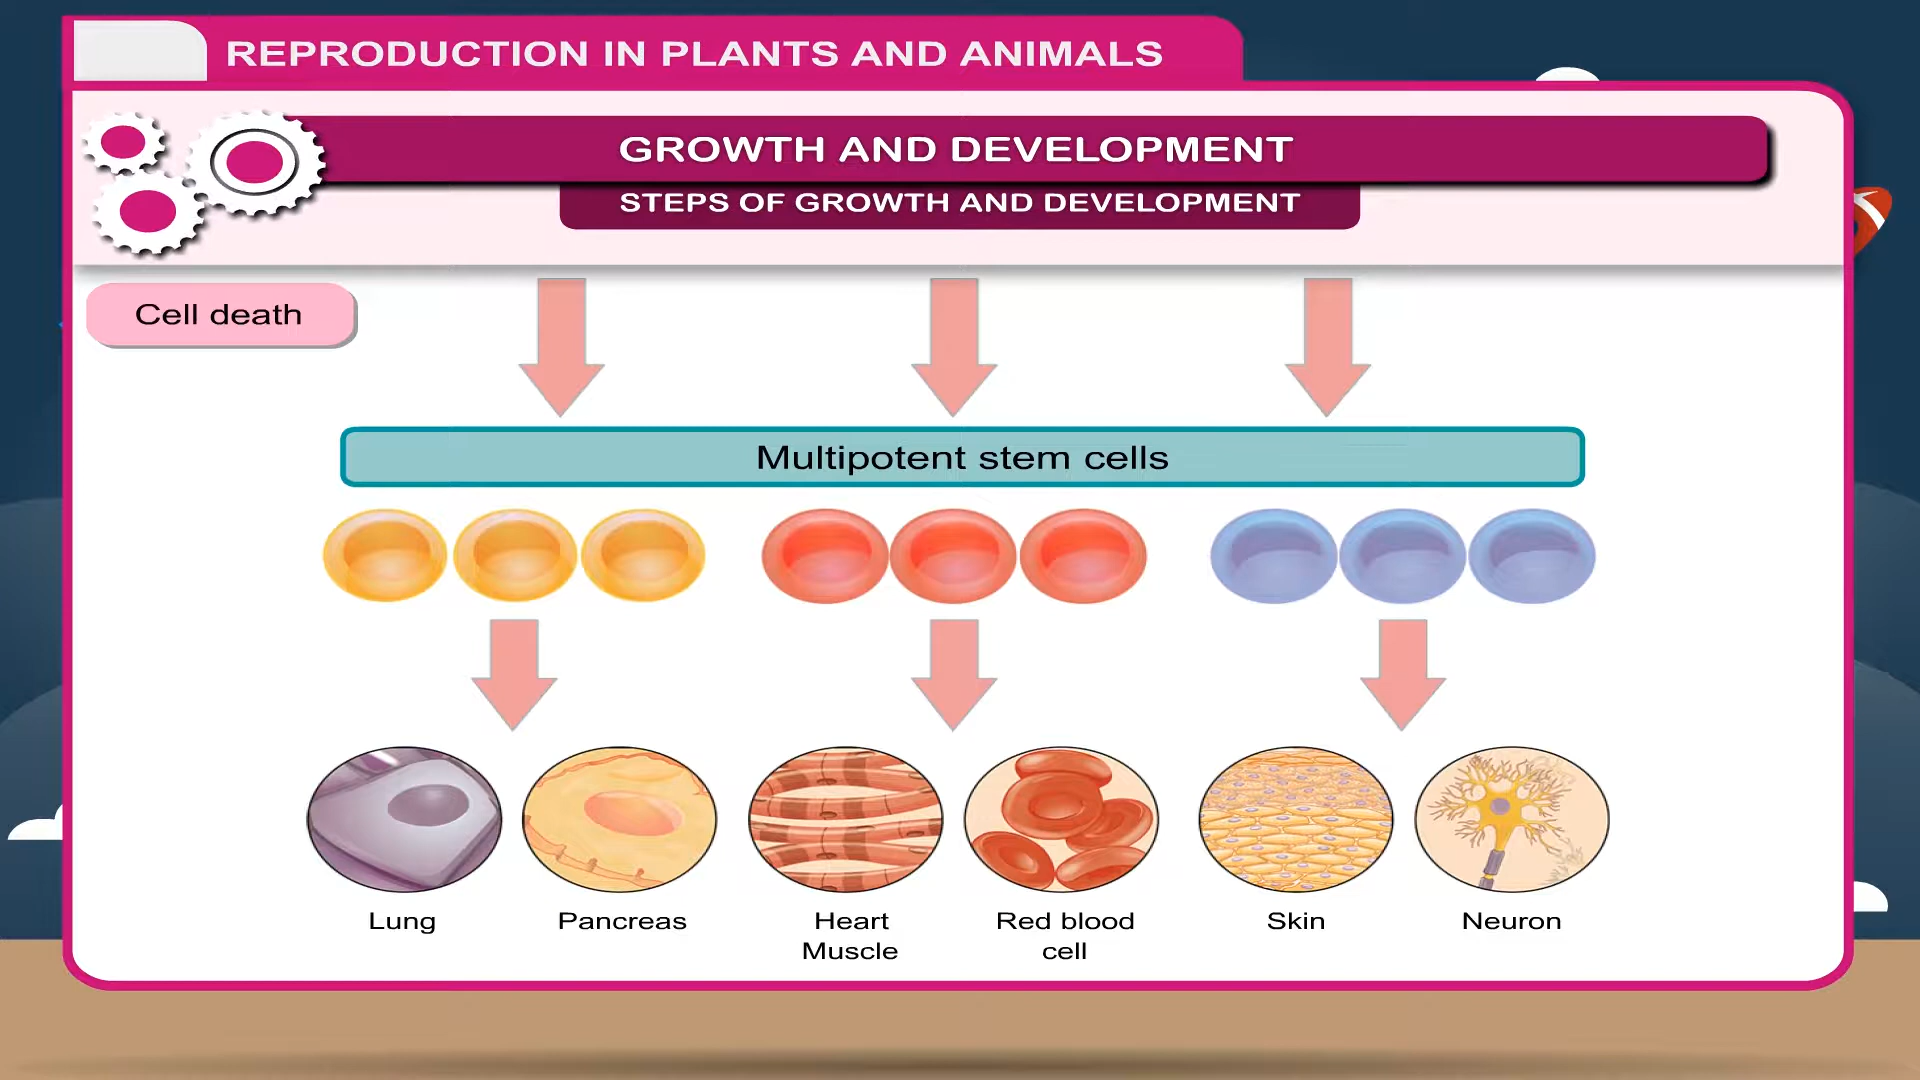 REPRODUCTION IN PLANTS AND ANIMALS
GROWTH AND DEVELOPMENT
STEPS OF GROWTH AND DEVELOPMENT
Cell death
Multipotent stem cells
Lung
Pancreas
Heart
Muscle
Red blood
cell
Skin
Neuron